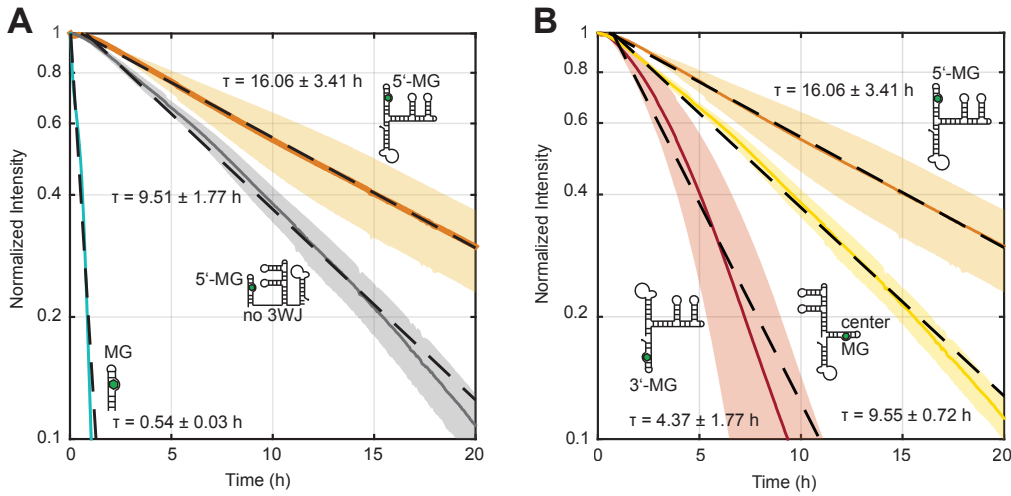 A
Normalized Intensity
1
0.8
0.6
0.4
0.2
0.1
τ = 16.06 ± 3.41 h
5‘-MG
τ = 9.51 ± 1.77 h
5‘-MG
no 3WJ
MG
τ = 0.54 ± 0.03 h
0
5
10
15
20
Time (h)
B
Normalized Intensity
1
0.8
0.6
0.4
0.2
0.1
5‘-MG
τ = 16.06 ± 3.41 h
center
MG
3‘-MG
τ = 4.37 ± 1.77 h
τ = 9.55 ± 0.72 h
0
5
10
15
20
Time (h)